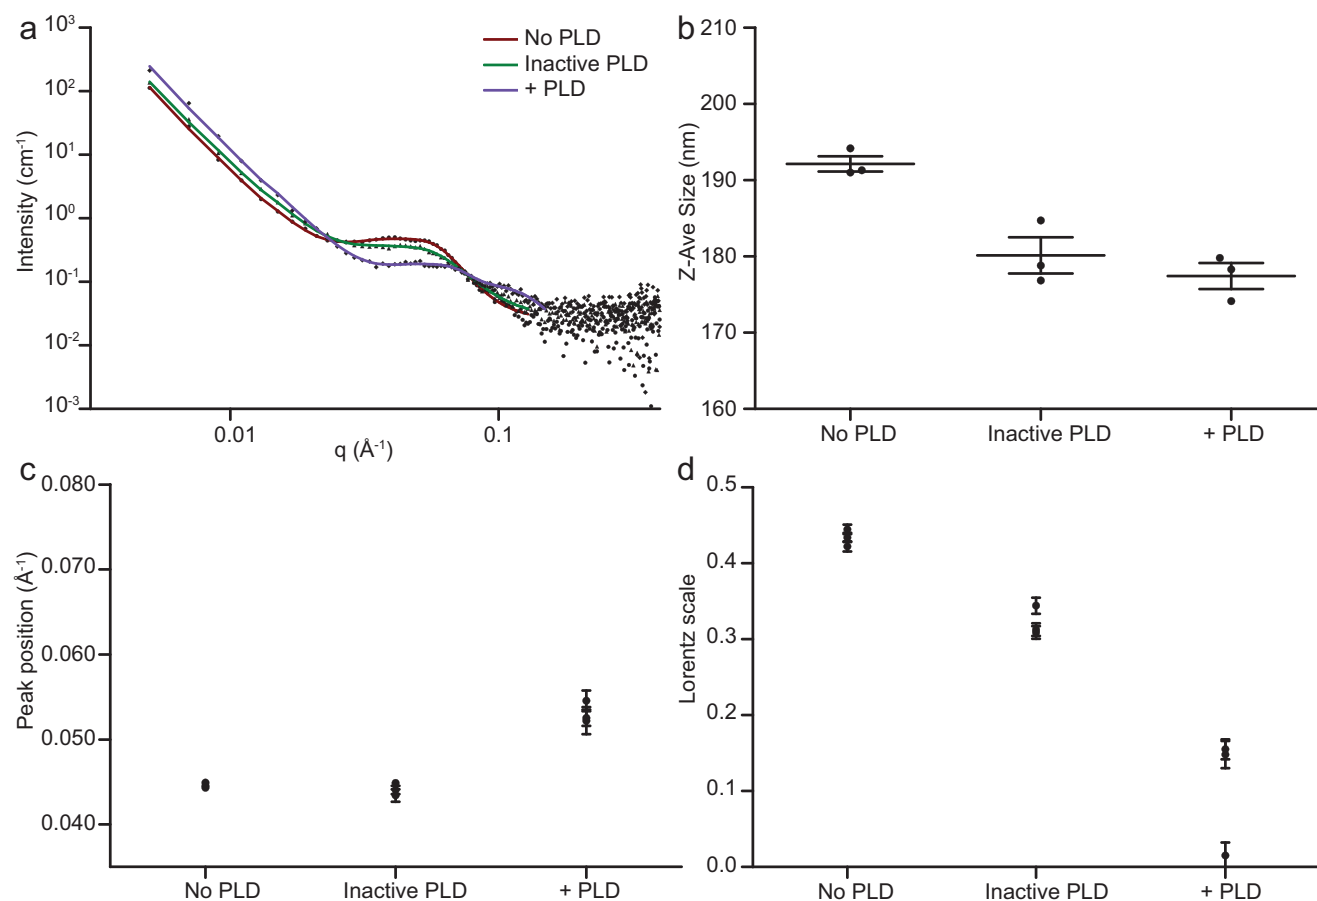 a
10³
10²
10¹
10⁰
10⁻¹
10⁻²
10⁻³
Intensity (cm⁻¹)
No PLD
Inactive PLD
+ PLD
0.01
0.1
q (Å⁻¹)
b
210
200
190
180
170
160
Z-Ave Size (nm)
No PLD
Inactive PLD
+ PLD
c
0.080
0.070
0.060
0.050
0.040
Peak position (Å⁻¹)
No PLD
Inactive PLD
+ PLD
d
0.5
0.4
0.3
0.2
0.1
0.0
Lorentz scale
No PLD
Inactive PLD
+ PLD